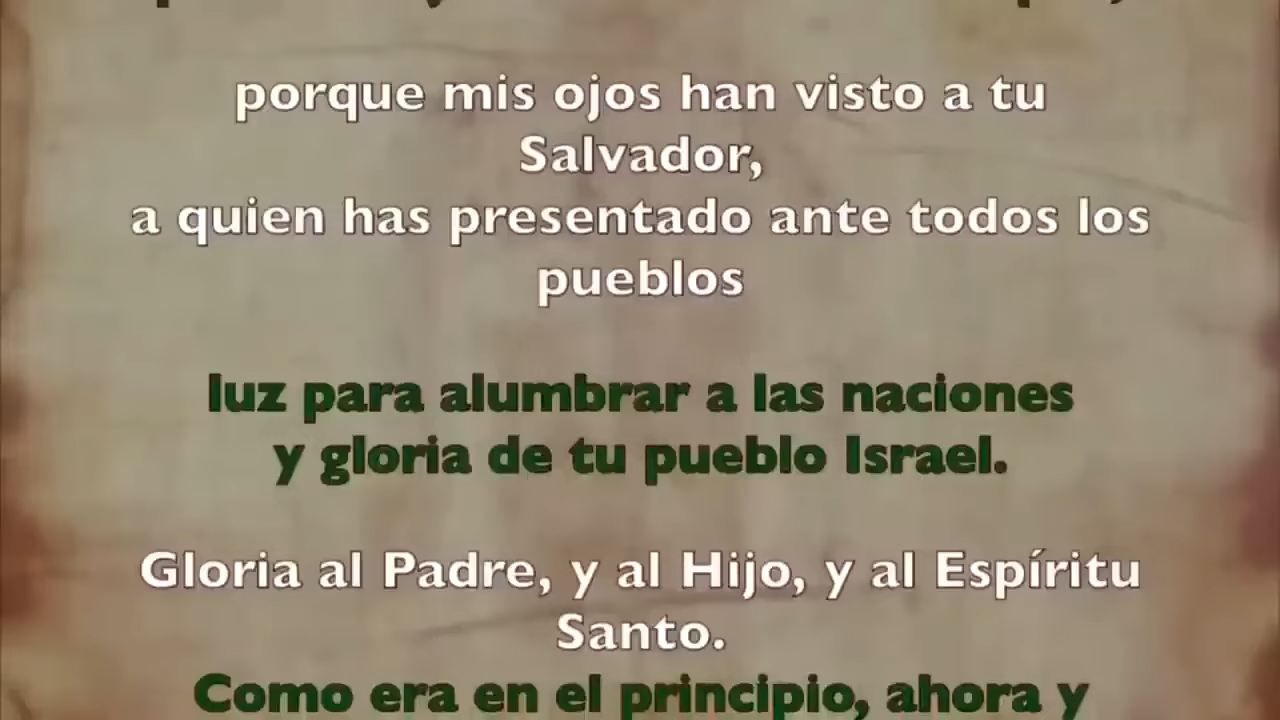 porque mis ojos han visto a tu
Salvador,
a quien has presentado ante todos los
pueblos
luz para alumbrar a las naciones
y gloria de tu pueblo Israel.
Gloria al Padre, y al Hijo, y al Espíritu
Santo.
Como era en el principio, ahora y